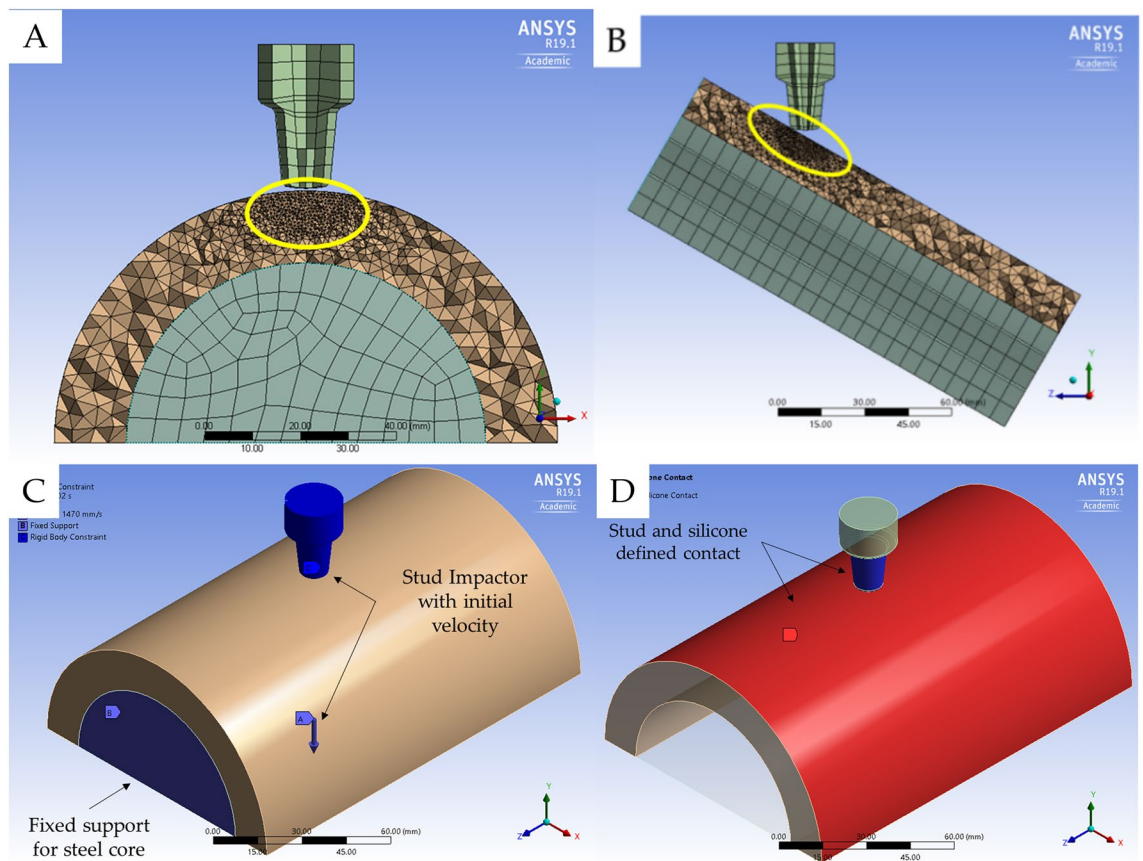 A
ANSYS
R19.1
Academic
Y
X
0.00
20.00
40.00 (mm)
10.00
30.00
B
ANSYS
R19.1
Academic
Y
Z
0.00
30.00
60.00 (mm)
15.00
45.00
C
Constraint
02 s
1470 mm/s
B Fixed Support
Rigid Body Constraint
ANSYS
R19.1
Academic
Stud Impactor
with initial
velocity
B
A
Fixed support
for steel core
0.00
30.00
60.00 (mm)
15.00
45.00
Y
Z
X
D
one Contact
ilicone Contact
ANSYS
R19.1
Academic
Stud and silicone
defined contact
0.00
30.00
60.00 (mm)
15.00
45.00
Y
Z
X